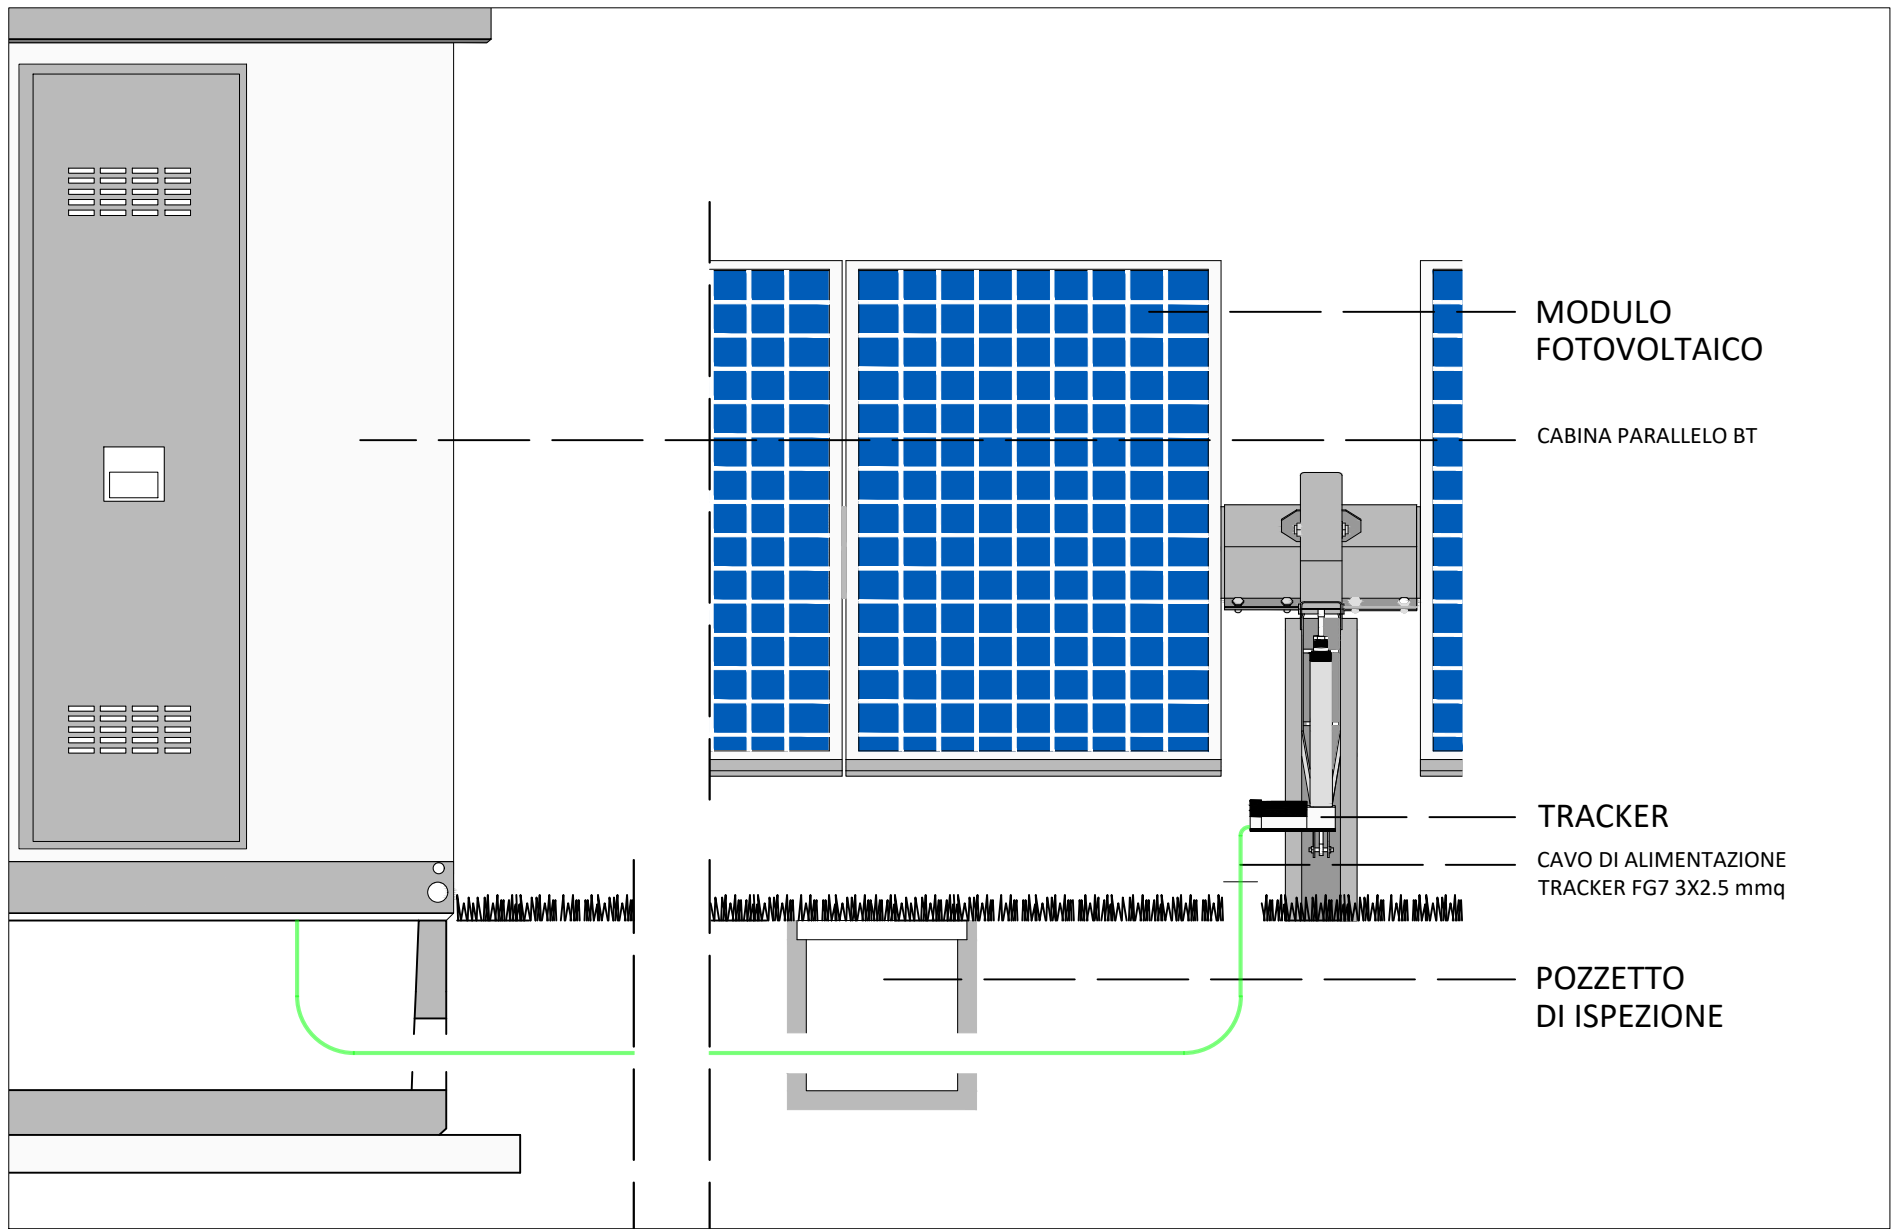 MODULO
FOTOVOLTAICO
CABINA PARALLELO BT
TRACKER
CAVO DI ALIMENTAZIONE
TRACKER FG7 3X2.5 mmq
POZZETTO
DI ISPEZIONE